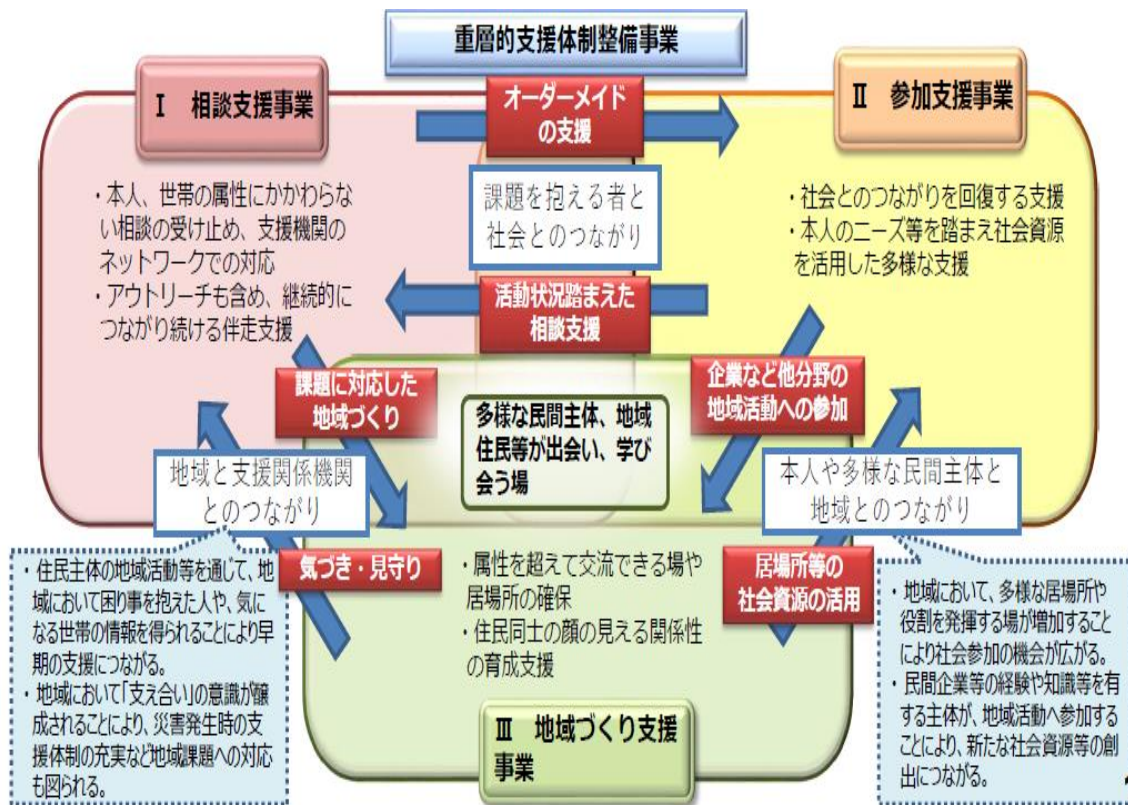 重層的支援体制整備事業
Ⅰ　相談支援事業
オーダーメイド
の支援
Ⅱ　参加支援事業
・本人、世帯の属性にかかわらな
い相談の受け止め、支援機関の
ネットワークでの対応
・アウトリーチも含め、継続的に
つながり続ける伴走支援
課題を抱える者と
社会とのつながり
・社会とのつながりを回復する支援
・本人のニーズ等を踏まえ社会資源
を活用した多様な支援
活動状況踏まえた
相談支援
課題に対応した
地域づくり
企業など他分野の
地域活動への参加
多様な民間主体、地域
住民等が出会い、学び
会う場
地域と支援関係機関
とのつながり
本人や多様な民間主体と
地域とのつながり
気づき・見守り
居場所等の
社会資源の活用
・属性を超えて交流できる場や
居場所の確保
・住民同士の顔の見える関係性
の育成支援
Ⅲ　地域づくり支援
事業
・住民主体の地域活動等を通じて、地
域において困り事を抱えた人や、気に
なる世帯の情報を得られることにより早
期の支援につながる。
・地域において「支え合い」の意識が醸
成されることにより、災害発生時の支
援体制の充実など地域課題への対応
も図られる。
・地域において、多様な居場所や
役割を発揮する場が増加すること
により社会参加の機会が広がる。
・民間企業等の経験や知識等を有
する主体が、地域活動へ参加する
ことにより、新たな社会資源等の創
出につながる。